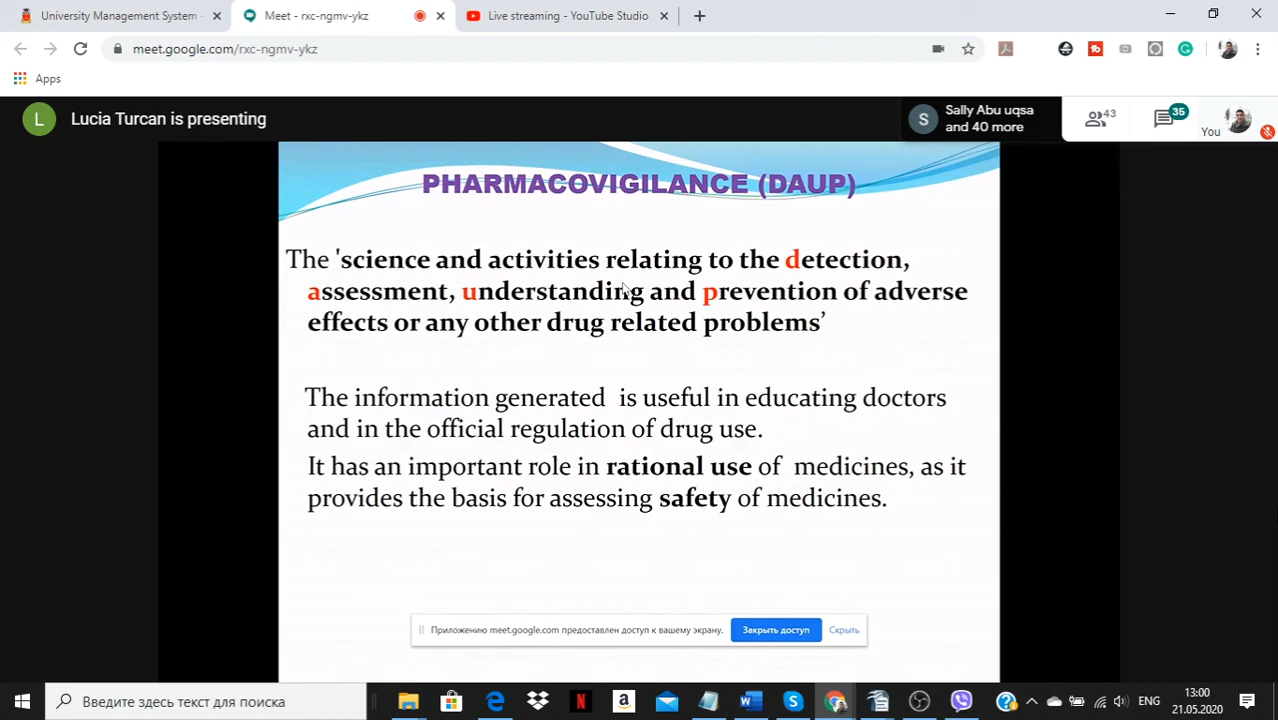 University Management System -
Meet - rxc-ngmv-ykz
Live streaming - YouTube Studio
meet.google.com/rxc-ngmv-ykz
Apps
L
Lucia Turcan is presenting
S
Sally Abu uqsa
and 40 more
43
35
You
PHARMACOVIGILANCE (DAUP)
The 'science and activities relating to the detection,
assessment, understanding and prevention of adverse
effects or any other drug related problems’
The information generated is useful in educating doctors
and in the official regulation of drug use.
It has an important role in rational use of medicines, as it
provides the basis for assessing safety of medicines.
Приложению meet.google.com предоставлен доступ к вашему экрану.
Закрыть доступ
Скрыть
Введите здесь текст для поиска
ENG
13:00
21.05.2020